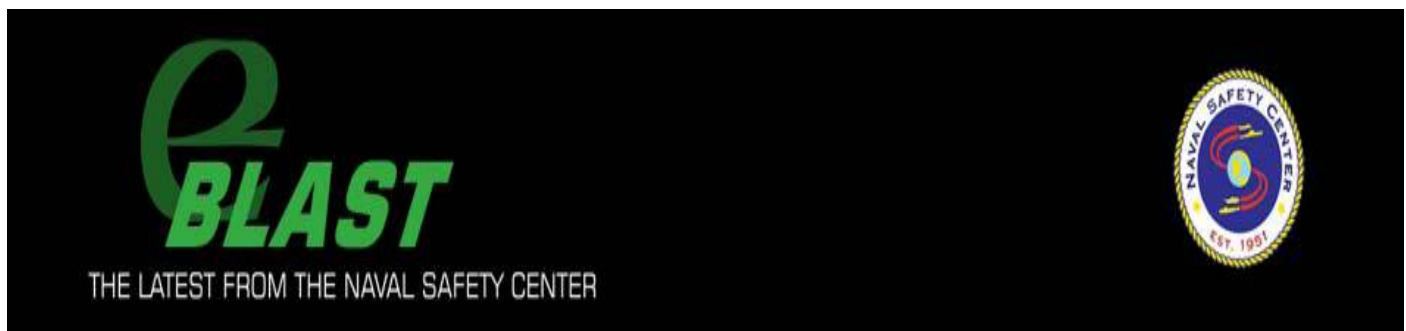 e
BLAST
THE LATEST FROM THE NAVAL SAFETY CENTER
NAVAL SAFETY CENTER
EST. 1951